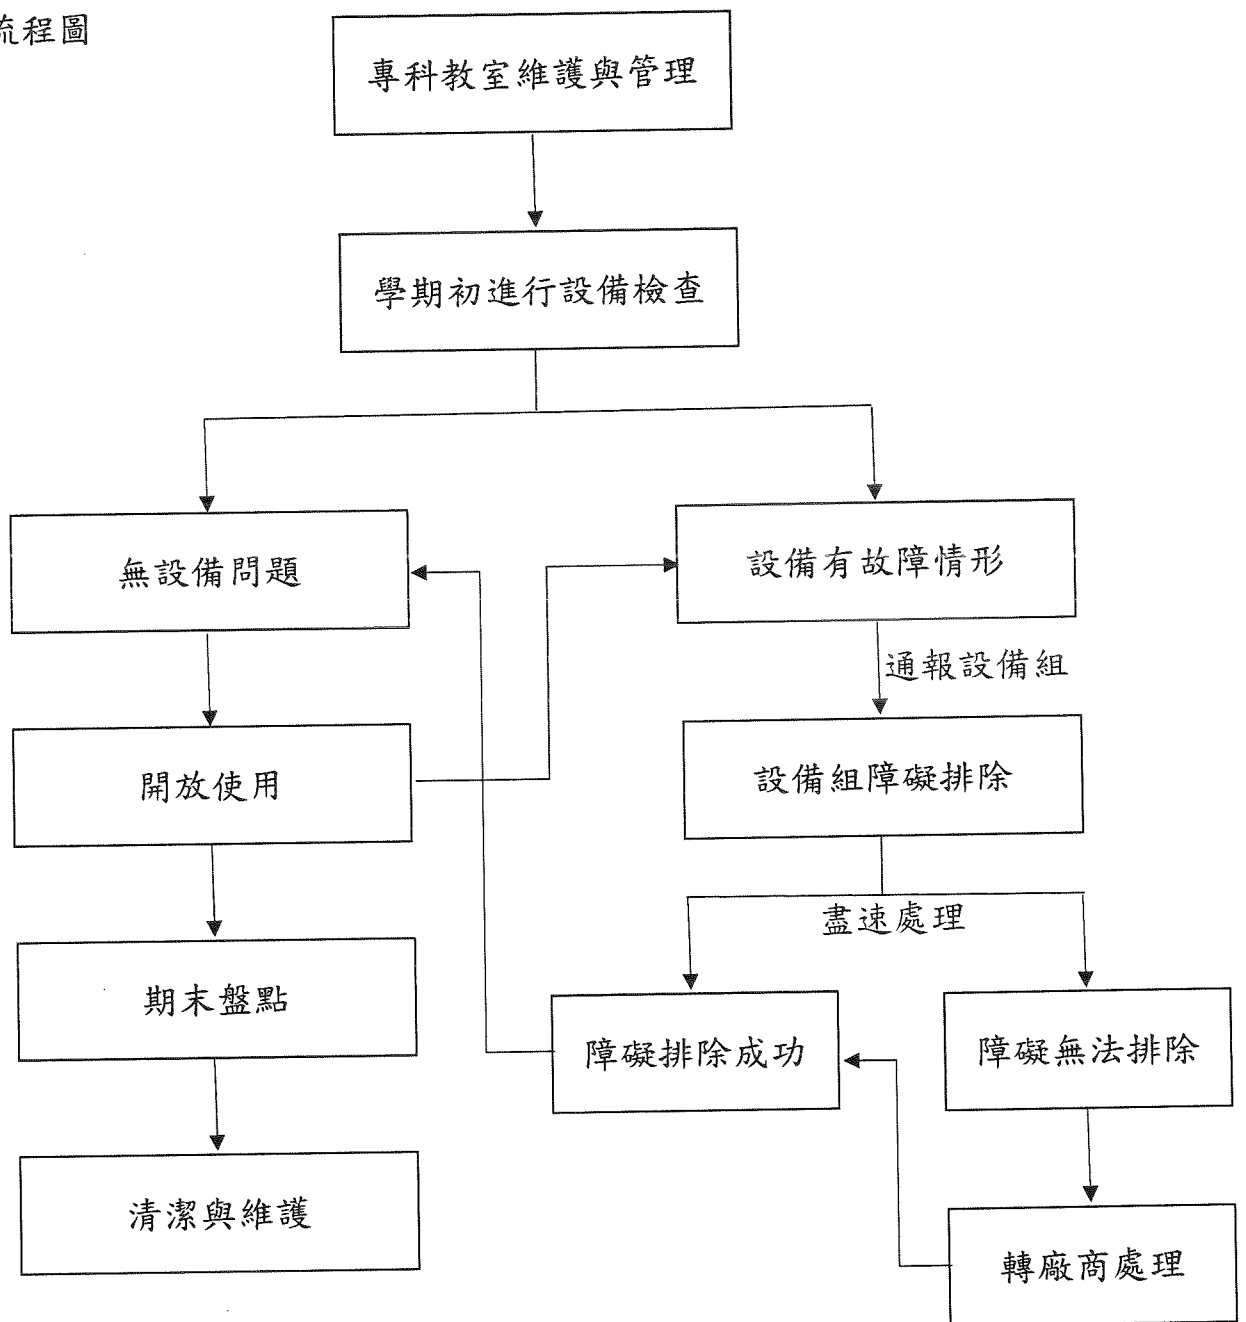 流程圖
專科教室維護與管理
學期初進行設備檢查
無設備問題
設備有故障情形
通報設備組
開放使用
設備組障礙排除
盡速處理
期末盤點
障礙排除成功
障礙無法排除
清潔與維護
轉廠商處理